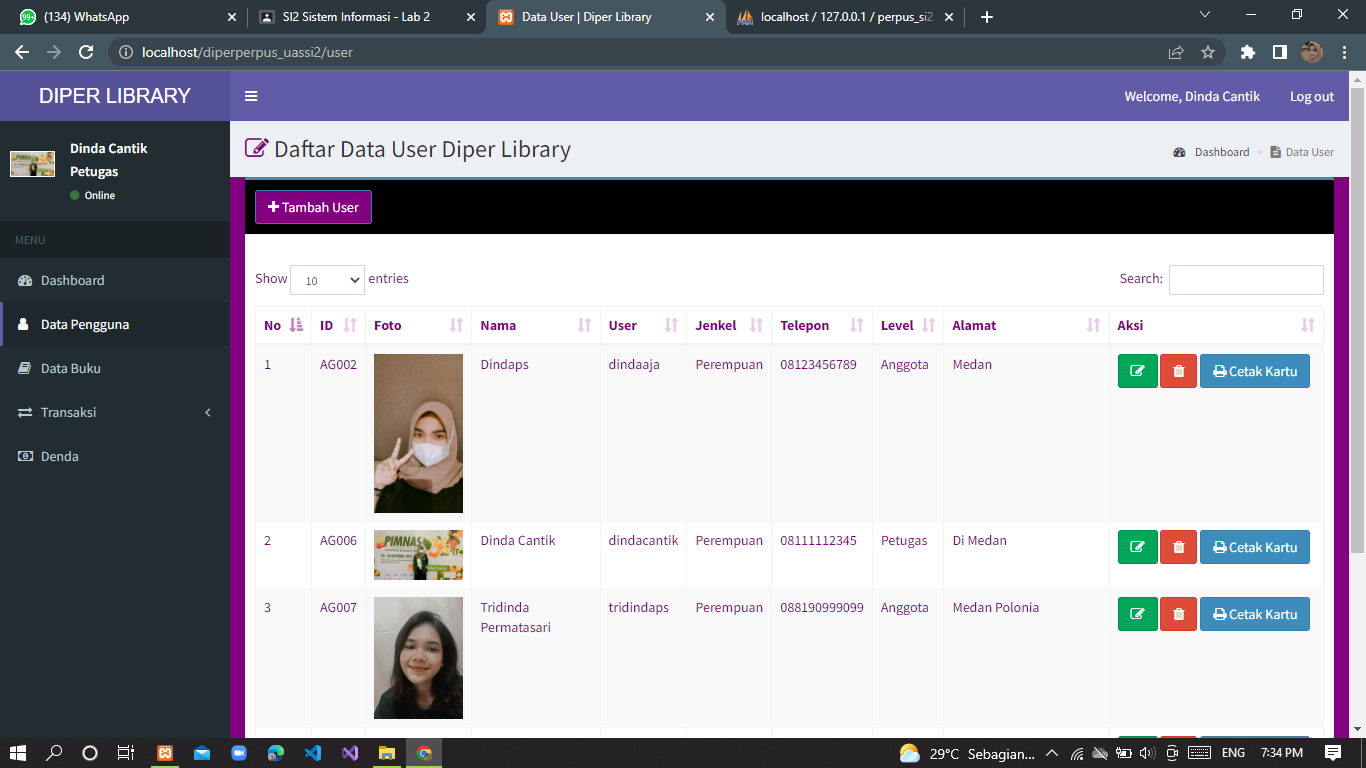 99+
(134) WhatsApp
SI2 Sistem Informasi - Lab 2
Data User | Diper Library
localhost / 127.0.0.1 / perpus_si2
localhost/diperperpus_uassi2/user
DIPER LIBRARY
Welcome, Dinda Cantik
Log out
Dinda Cantik
Petugas
Online
MENU
Dashboard
Data Pengguna
Data Buku
Transaksi
Denda
Daftar Data User Diper Library
Dashboard > Data User
Tambah User
Show 10 entries
Search:
No ID Foto Nama User Jenkel Telepon Level Alamat Aksi
1 AG002 Dindaps dindaaja Perempuan 08123456789 Anggota Medan Cetak Kartu
2 AG006 PIMNAS Dinda Cantik dindacantik Perempuan 08111112345 Petugas Di Medan Cetak Kartu
3 AG007 Tridinda Permatasari tridindaps Perempuan 088190999099 Anggota Medan Polonia Cetak Kartu
29°C Sebagian...
ENG
7:34 PM